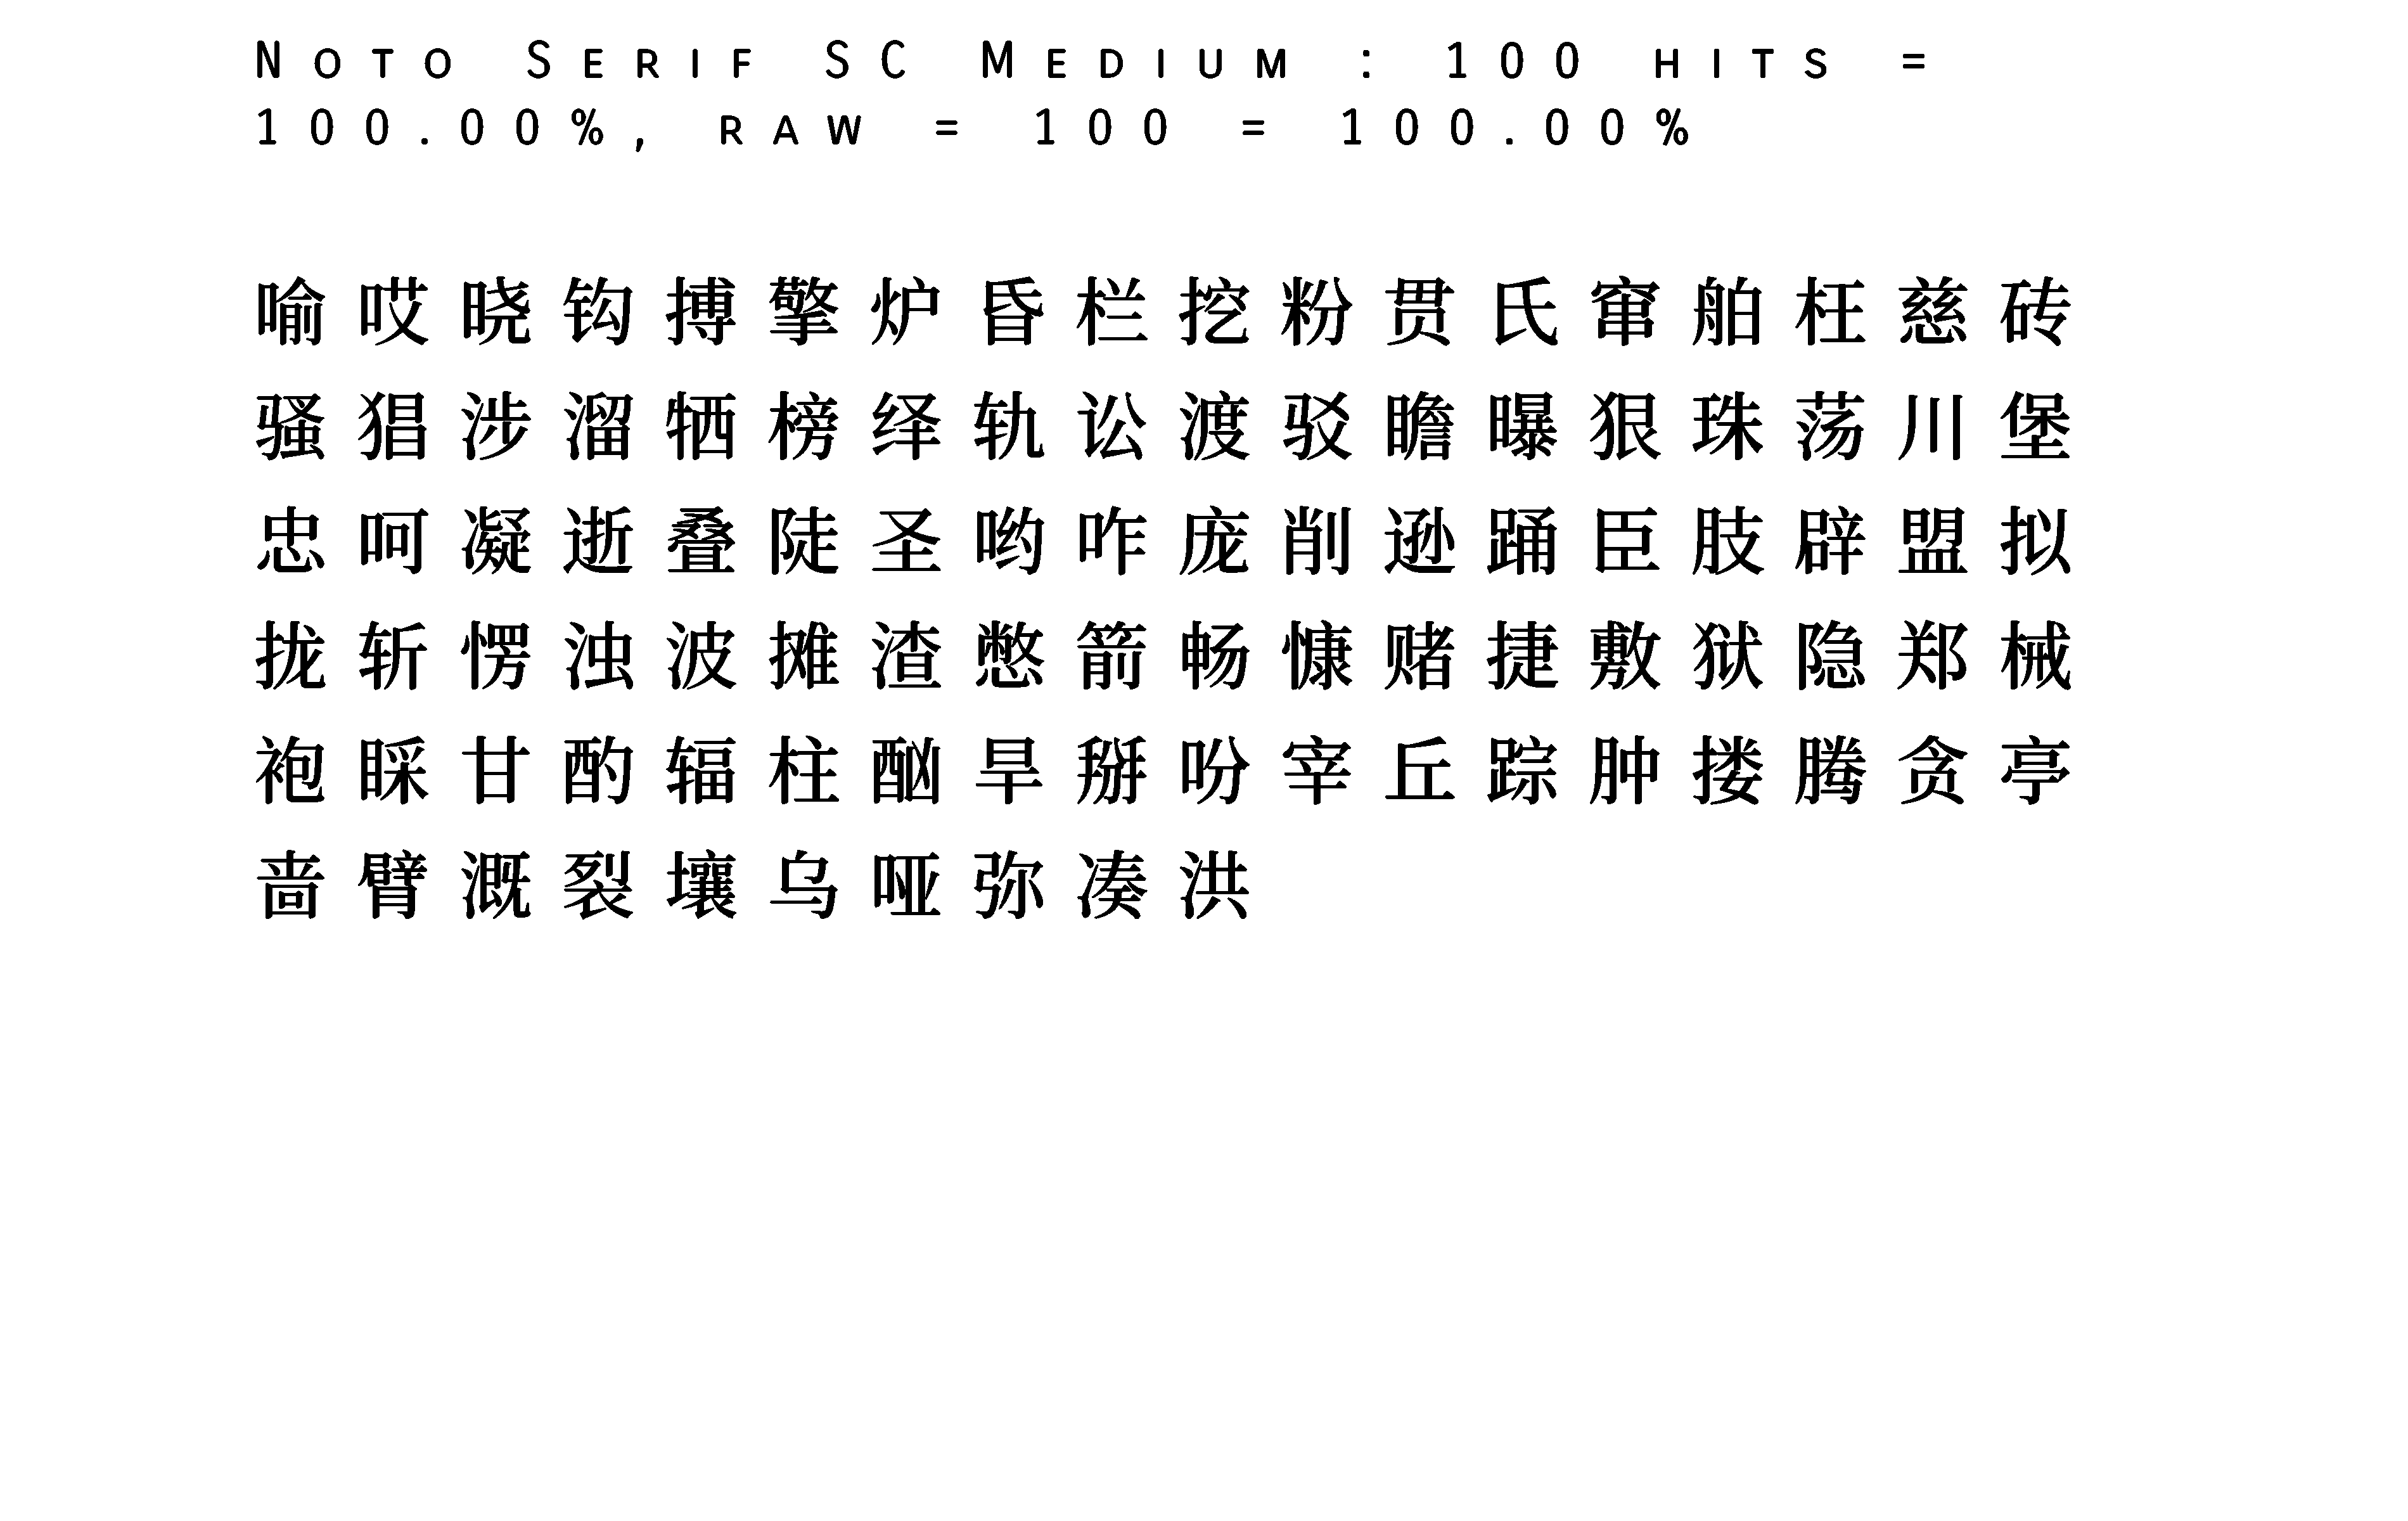 Noto Serif SC Medium : 100 hits =
100.00%, raw = 100 = 100.00%
喻哎晓钩搏擎炉昏栏挖粉贯氏窜舶枉慈砖
骚猖涉溜牺榜绎轨讼渡驳瞻曝狠珠荡川堡
忠呵凝逝叠陡圣哟咋庞削逊踊臣肢辟盟拟
拢斩愕浊波摊渣憋箭畅慷赌捷敷狱隐郑械
袍睬甘酌辐柱酗旱掰吩宰丘踪肿搂腾贪亭
啬臂溉裂壤乌哑弥凑洪